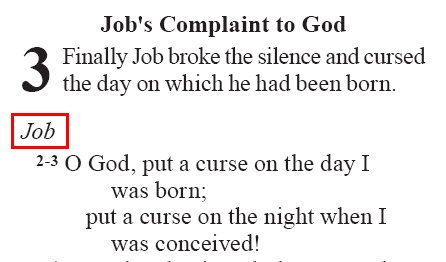 Job's Complaint to God
3 Finally Job broke the silence and cursed
the day on which he had been born.
Job
2-3 O God, put a curse on the day I
was born;
put a curse on the night when I
was conceived!